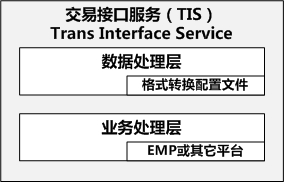 交易接口服务（TIS）
Trans Interface Service
数据处理层
格式转换配置文件
业务处理层
EMP或其它平台